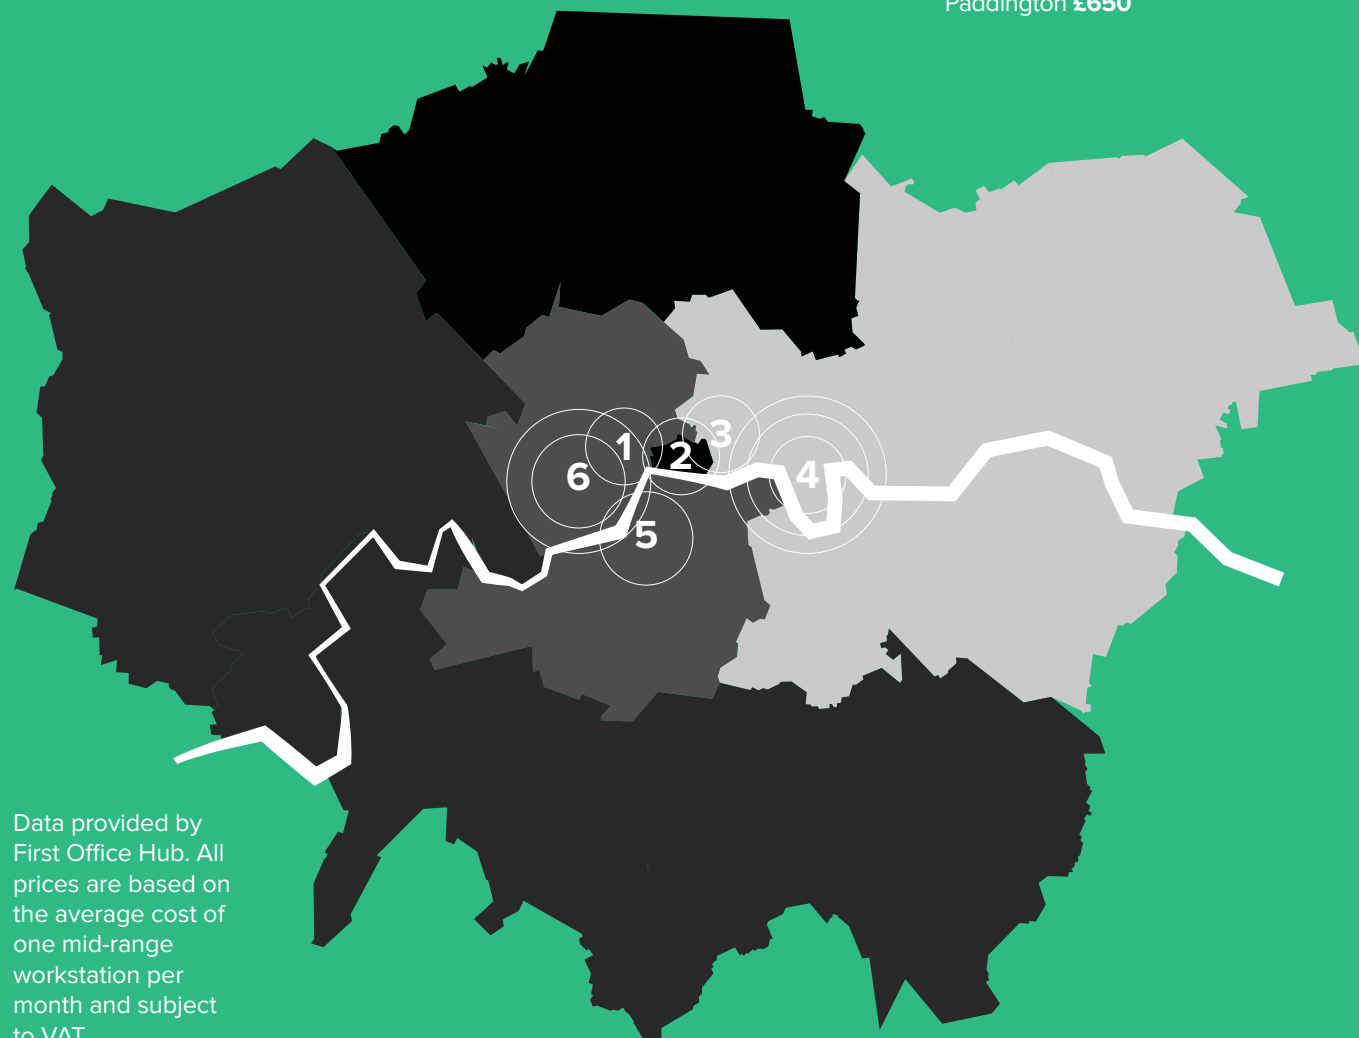 Paddington £650
1
3
2
6
4
5
Data provided by
First Office Hub. All
prices are based on
the average cost of
one mid-range
workstation per
month and subject
to VAT